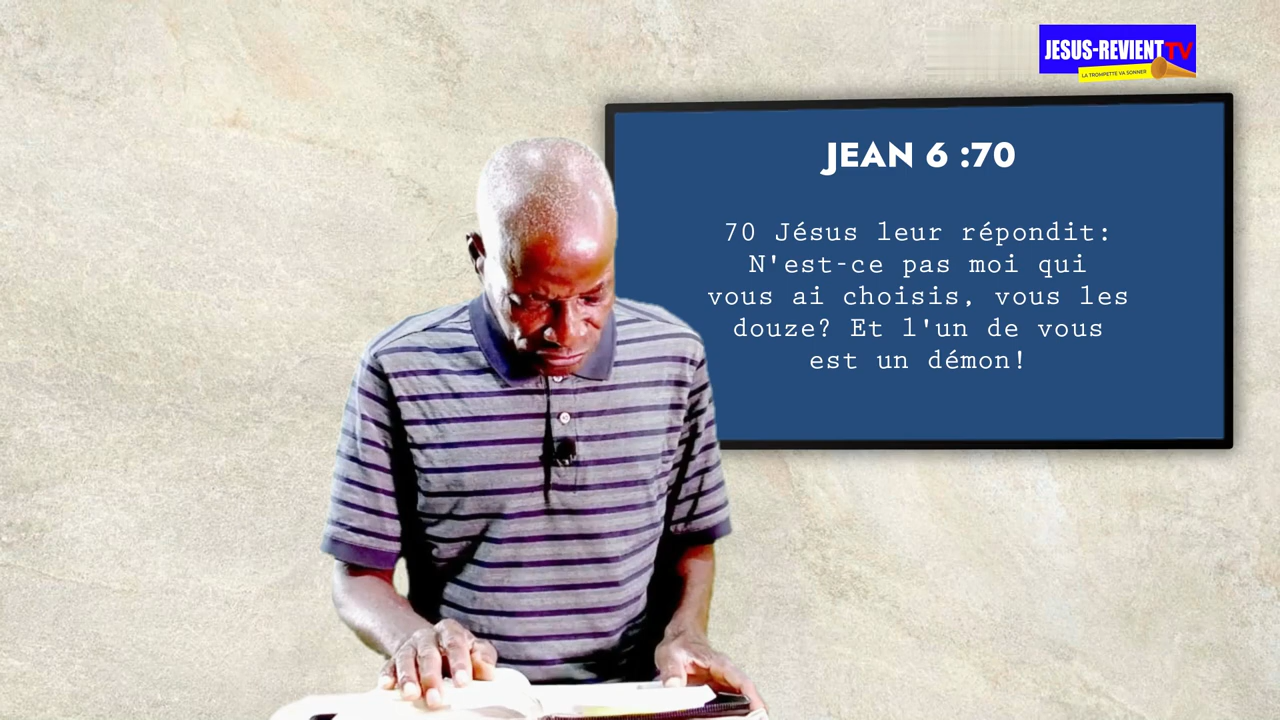 JESUS-REVIENT TV
LA TROMPETTE VA SONNER
JEAN 6 :70
70 Jésus leur répondit:
N'est-ce pas moi qui
vous ai choisis, vous les
douze? Et l'un de vous
est un démon!